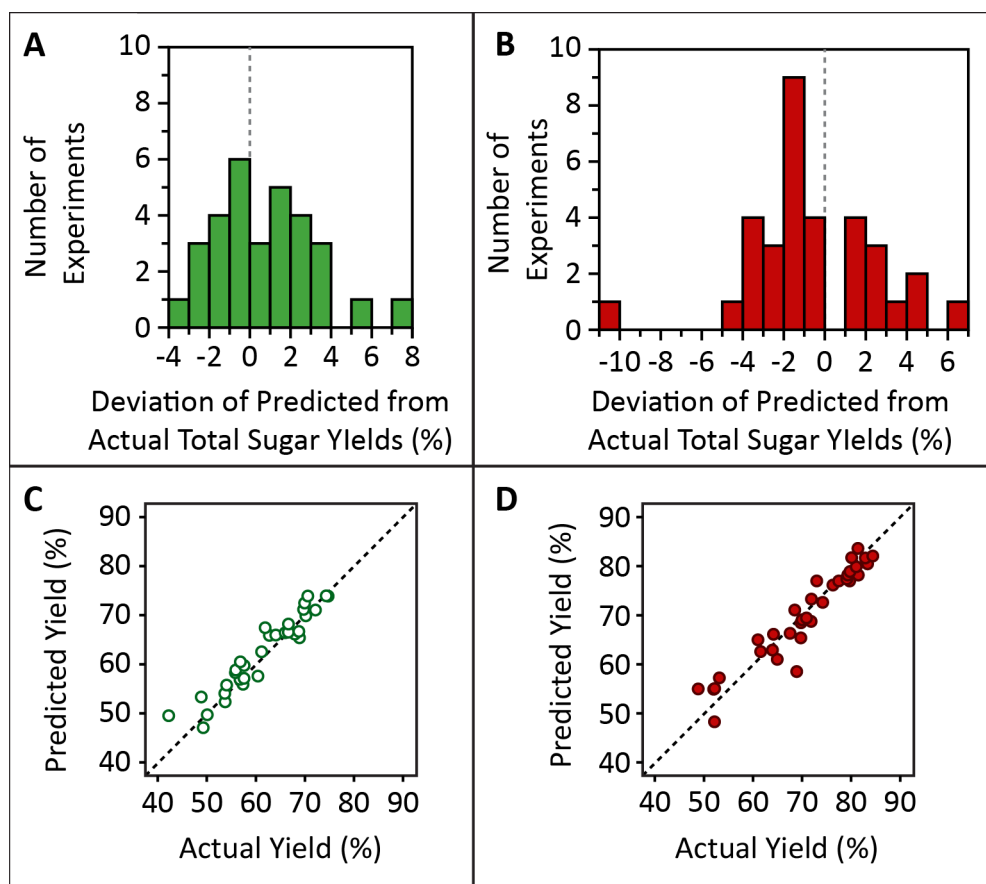 A
Number of
Experiments
10
8
6
4
2
0
-4 -2 0 2 4 6 8
Deviation of Predicted from
Actual Total Sugar YIelds (%)
B
Number of
Experiments
10
8
6
4
2
0
-10 -8 -6 -4 -2 0 2 4 6
Deviation of Predicted from
Actual Total Sugar YIelds (%)
C
Predicted Yield (%)
90
80
70
60
50
40
40 50 60 70 80 90
Actual Yield (%)
D
Predicted Yield (%)
90
80
70
60
50
40
40 50 60 70 80 90
Actual Yield (%)